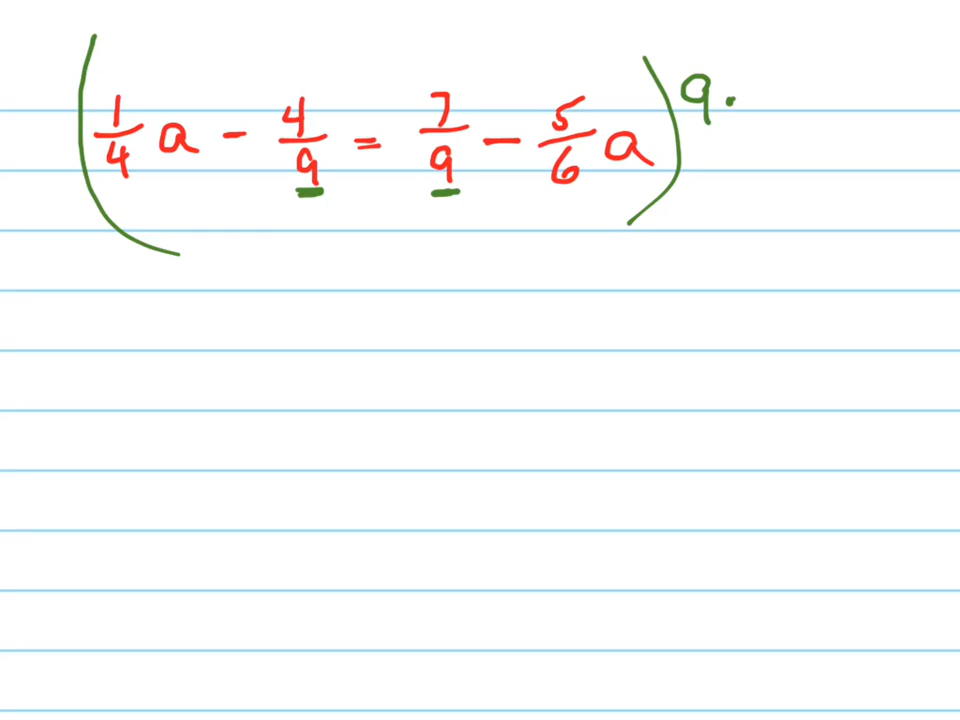 (1/4 a - 4/9 = 7/9 - 5/6 a) 9 ·